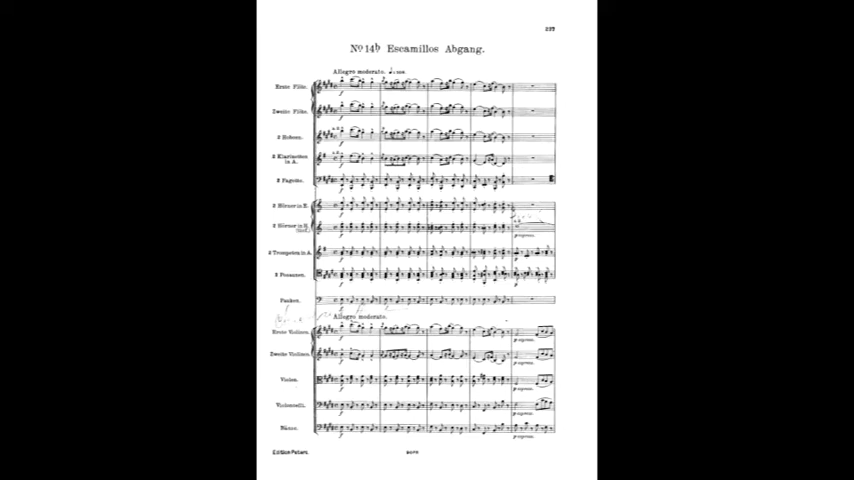 237
No 14b Escamillos Abgang.
Allegro moderato.
Erste Flöte.
Zweite Flöte.
2 Hoboen.
2 Klarinetten
in A.
2 Fagotte.
2 Hörner in E.
2 Hörner in
2 Trompeten in A.
2 Posaunen.
Pauken.
Allegro moderato.
Erste Violinen.
Zweite Violinen.
Violen.
Violoncelli.
Bässe.
Edition Peters.